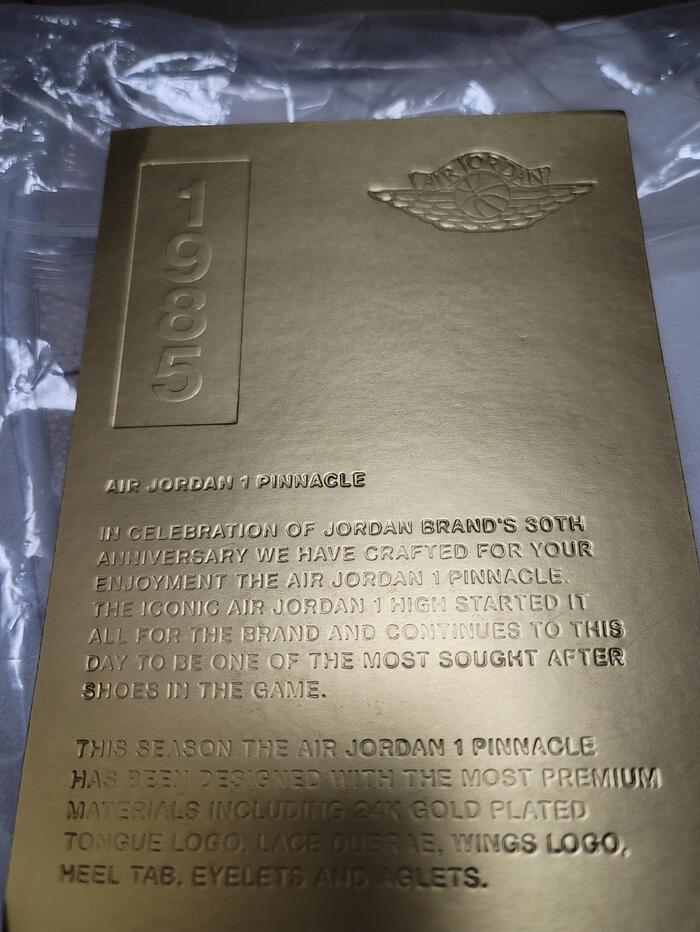 1985
AIR JORDAN
AIR JORDAN 1 PINNACLE
IN CELEBRATION OF JORDAN BRAND'S 30TH
ANNIVERSARY WE HAVE CRAFTED FOR YOUR
ENJOYMENT THE AIR JORDAN 1 PINNACLE.
THE ICONIC AIR JORDAN 1 HIGH STARTED IT
ALL FOR THE BRAND AND CONTINUES TO THIS
DAY TO BE ONE OF THE MOST SOUGHT AFTER
SHOES IN THE GAME.
THIS SEASON THE AIR JORDAN 1 PINNACLE
HAS BEEN DESIGNED WITH THE MOST PREMIUM
MATERIALS INCLUDING 24K GOLD PLATED
TONGUE LOGO, LACE DUBRAE, WINGS LOGO,
HEEL TAB, EYELETS AND AGLETS.